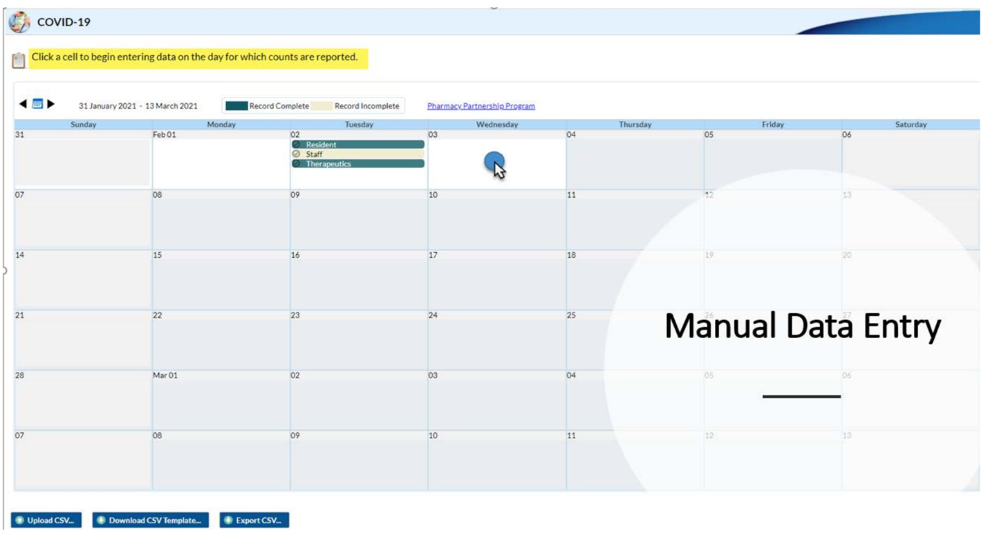 COVID-19
Click a cell to begin entering data on the day for which counts are reported.
31 January 2021 - 13 March 2021 Record Complete Record Incomplete Pharmacy Partnership Program
Sunday Monday Tuesday Wednesday Thursday Friday Saturday
31 Feb 01 02 03 04 05 06
Resident
Staff
Therapeutics
07 08 09 10 11 12 13
14 15 16 17 18 19 20
21 22 23 24 25 26 27
Manual Data Entry
28 Mar 01 02 03 04 05 06
07 08 09 10 11 12 13
Upload CSV... Download CSV Template... Export CSV...